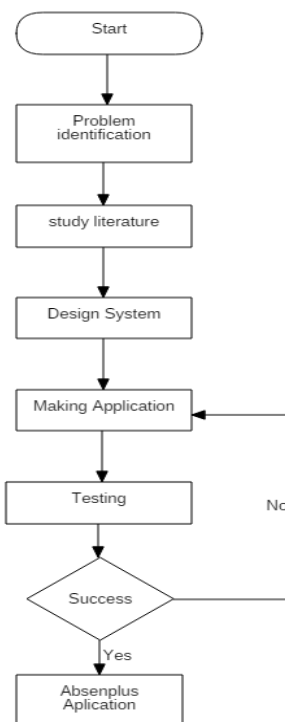 Start
Problem
identification
study literature
Design System
Making Application
Testing
No
Success
Yes
Absenplus
Aplication